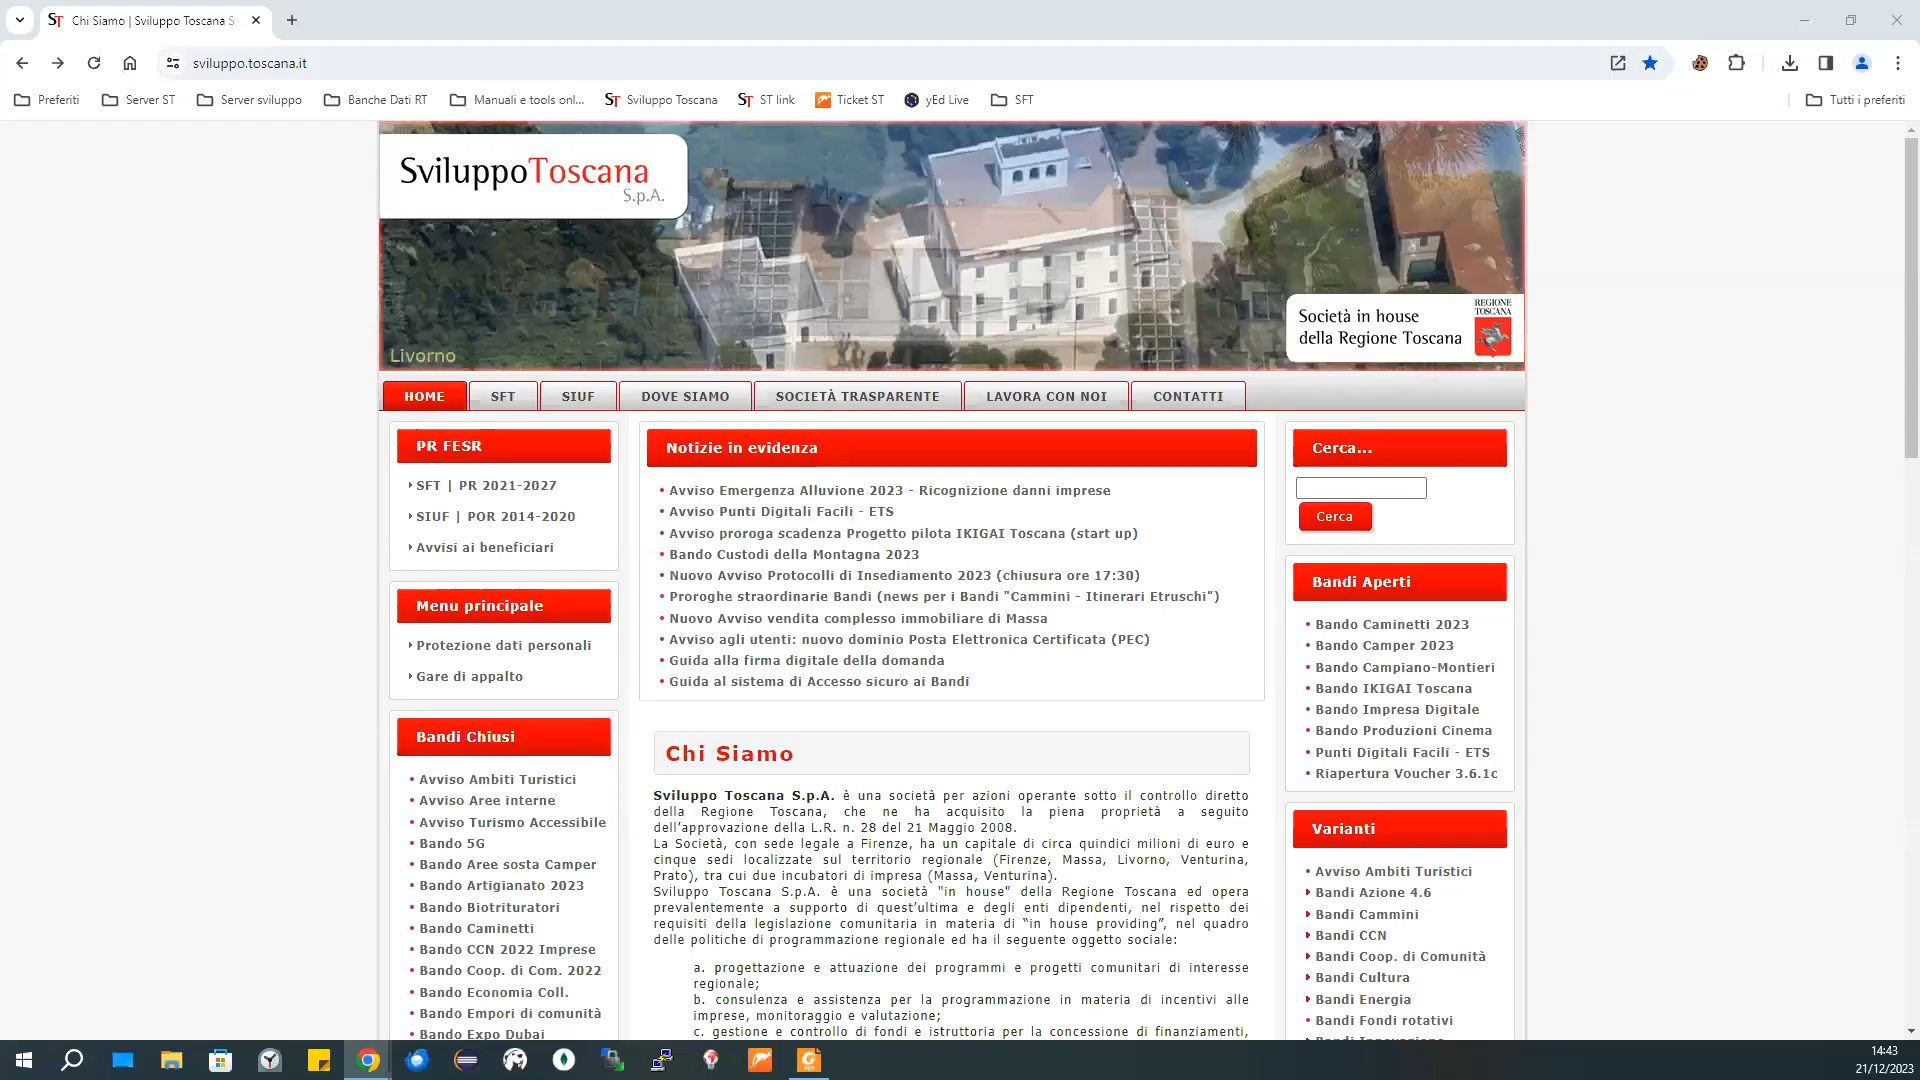 Chi Siamo | Sviluppo Toscana S
sviluppo.toscana.it
Preferiti
Server ST
Server sviluppo
Banche Dati RT
Manuali e tools onl...
Sviluppo Toscana
ST link
Ticket ST
yEd Live
SFT
Tutti i preferiti
SviluppoToscana
S.p.A.
REGIONE
TOSCANA
Società in house
della Regione Toscana
Livorno
HOME
SFT
SIUF
DOVE SIAMO
SOCIETÀ TRASPARENTE
LAVORA CON NOI
CONTATTI
PR FESR
SFT | PR 2021-2027
SIUF | POR 2014-2020
Avvisi ai beneficiari
Menu principale
Protezione dati personali
Gare di appalto
Bandi Chiusi
Avviso Ambiti Turistici
Avviso Aree interne
Avviso Turismo Accessibile
Bando 5G
Bando Aree sosta Camper
Bando Artigianato 2023
Bando Biotrituratori
Bando Caminetti
Bando CCN 2022 Imprese
Bando Coop. di Com. 2022
Bando Economia Coll.
Bando Empori di comunità
Bando Expo Dubai
Notizie in evidenza
Avviso Emergenza Alluvione 2023 - Ricognizione danni imprese
Avviso Punti Digitali Facili - ETS
Avviso proroga scadenza Progetto pilota IKIGAI Toscana (start up)
Bando Custodi della Montagna 2023
Nuovo Avviso Protocolli di Insediamento 2023 (chiusura ore 17:30)
Proroghe straordinarie Bandi (news per i Bandi "Cammini - Itinerari Etruschi")
Nuovo Avviso vendita complesso immobiliare di Massa
Avviso agli utenti: nuovo dominio Posta Elettronica Certificata (PEC)
Guida alla firma digitale della domanda
Guida al sistema di Accesso sicuro ai Bandi
Chi Siamo
Sviluppo Toscana S.p.A. è una società per azioni operante sotto il controllo diretto
della Regione Toscana, che ne ha acquisito la piena proprietà a seguito
dell'approvazione della L.R. n. 28 del 21 Maggio 2008.
La Società, con sede legale a Firenze, ha un capitale di circa quindici milioni di euro e
cinque sedi localizzate sul territorio regionale (Firenze, Massa, Livorno, Venturina,
Prato), tra cui due incubatori di impresa (Massa, Venturina).
Sviluppo Toscana S.p.A. è una società "in house" della Regione Toscana ed opera
prevalentemente a supporto di quest'ultima e degli enti dipendenti, nel rispetto dei
requisiti della legislazione comunitaria in materia di “in house providing”, nel quadro
delle politiche di programmazione regionale ed ha il seguente oggetto sociale:
a. progettazione e attuazione dei programmi e progetti comunitari di interesse
regionale;
b. consulenza e assistenza per la programmazione in materia di incentivi alle
imprese, monitoraggio e valutazione;
c. gestione e controllo di fondi e istruttoria per la concessione di finanziamenti,
Cerca...
Cerca
Bandi Aperti
Bando Caminetti 2023
Bando Camper 2023
Bando Campiano-Montieri
Bando IKIGAI Toscana
Bando Impresa Digitale
Bando Produzioni Cinema
Punti Digitali Facili - ETS
Riapertura Voucher 3.6.1c
Varianti
Avviso Ambiti Turistici
Bandi Azione 4.6
Bandi Cammini
Bandi CCN
Bandi Coop. di Comunità
Bandi Cultura
Bandi Energia
Bandi Fondi rotativi
14:43
21/12/2023